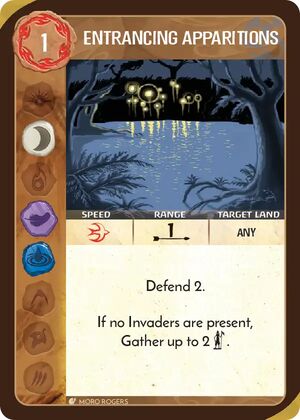 1
ENTRANCING APPARITIONS
SPEED
RANGE
TARGET LAND
1
ANY
Defend 2.
If no Invaders are present,
Gather up to 2 .
MORO ROGERS